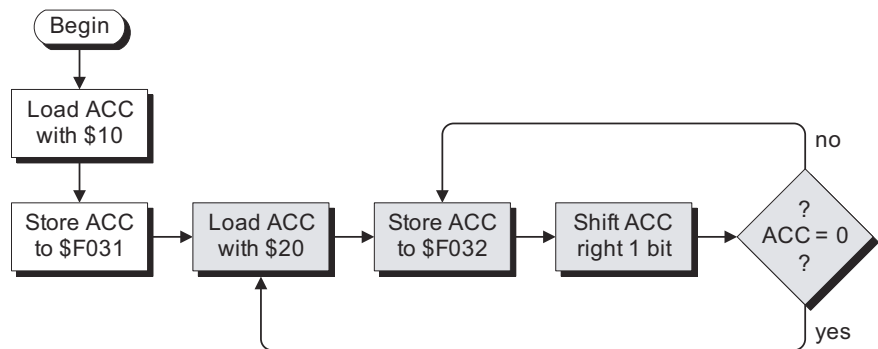 Begin
Load ACC
with $10
Store ACC
to $F031
Load ACC
with $20
Store ACC
to $F032
Shift ACC
right 1 bit
?
ACC = 0
?
no
yes